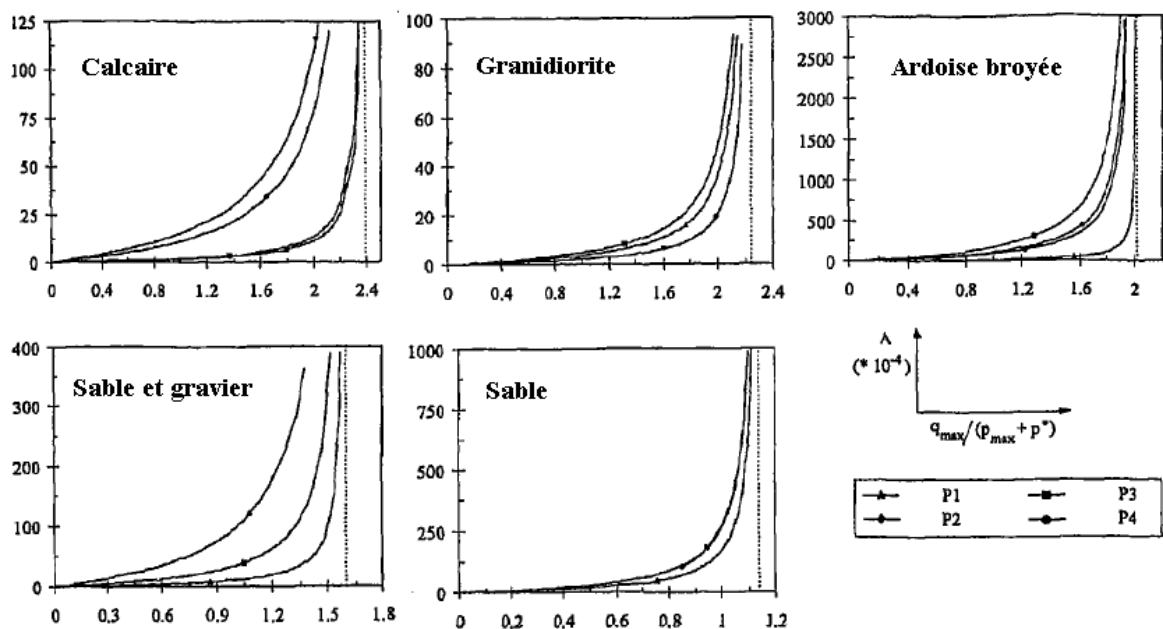 Calcaire
125
100
75
50
25
0
0 0.4 0.8 1.2 1.6 2 2.4
Granidiorite
100
80
60
40
20
0
0 0.4 0.8 1.2 1.6 2 2.4
Ardoise broyée
3000
2500
2000
1500
1000
500
0
0 0.4 0.8 1.2 1.6 2
Sable et gravier
400
300
200
100
0
0 0.3 0.6 0.9 1.2 1.5 1.8
Sable
1000
750
500
250
0
0 0.2 0.4 0.6 0.8 1 1.2
Λ
(* 10⁻⁴)
q_max/(p_max + p*)
P1 P3
P2 P4